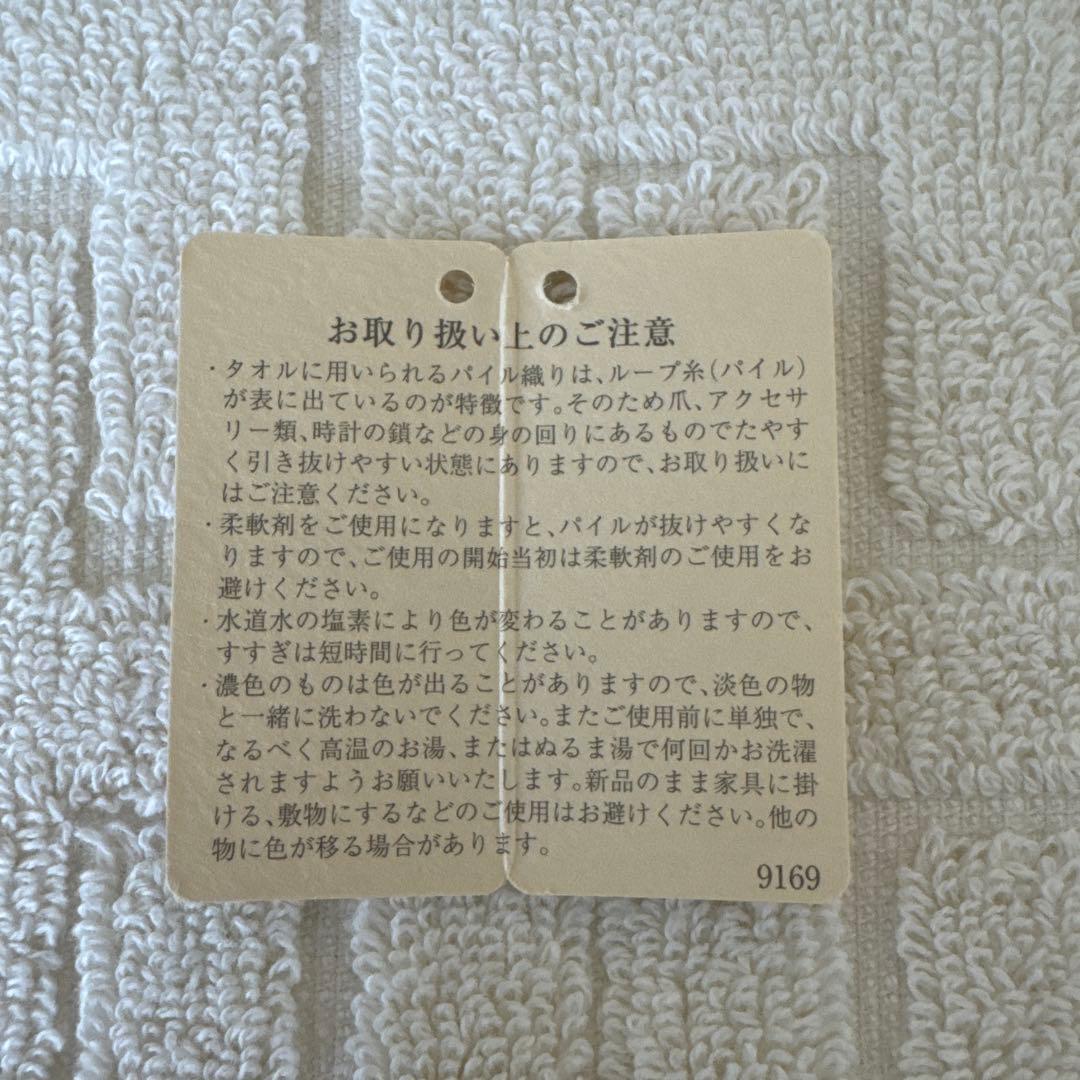 お取り扱い上のご注意
・タオルに用いられるパイル織りは、ループ糸(パイル)
が表に出ているのが特徴です。そのため爪、アクセサ
リー類、時計の鎖などの身の回りにあるものでたやす
く引き抜けやすい状態にありますので、お取り扱いに
はご注意ください。
・柔軟剤をご使用になりますと、パイルが抜けやすくな
りますので、ご使用の開始当初は柔軟剤のご使用をお
避けください。
・水道水の塩素により色が変わることがありますので、
すすぎは短時間に行ってください。
・濃色のものは色が出ることがありますので、淡色の物
と一緒に洗わないでください。またご使用前に単独で、
なるべく高温のお湯、またはぬるま湯で何回かお洗濯
されますようお願いいたします。新品のまま家具に掛
ける、敷物にするなどのご使用はお避けください。他の
物に色が移る場合があります。
9169